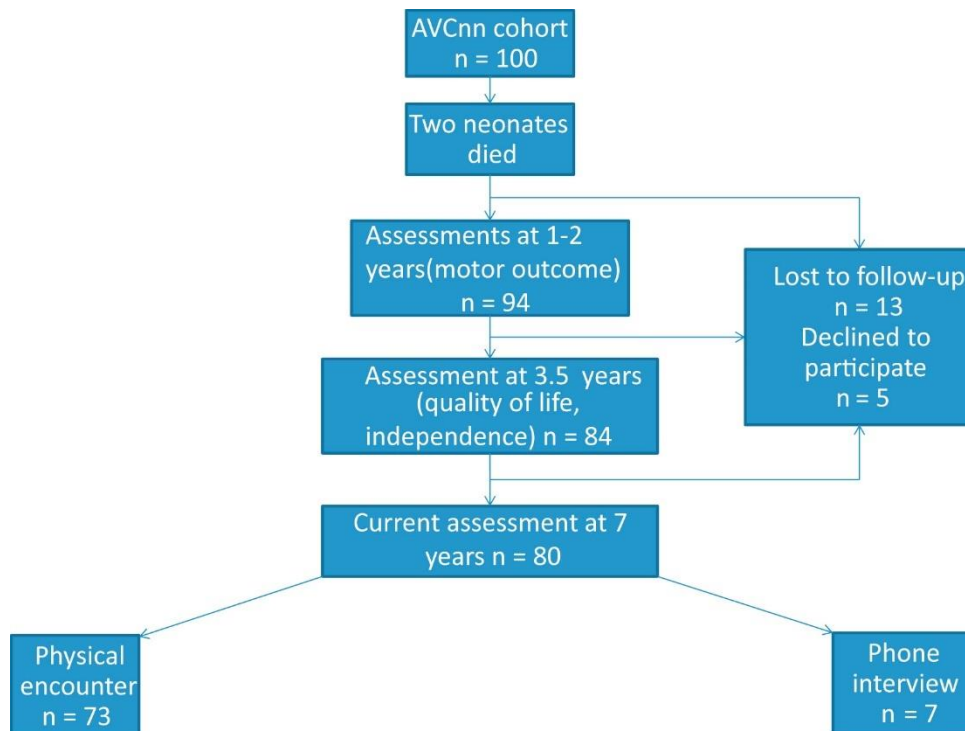 AVCnn cohort
n = 100
Two neonates
died
Assessments at 1-2
years(motor outcome)
n = 94
Lost to follow-up
n = 13
Declined to
participate
n = 5
Assessment at 3.5 years
(quality of life,
independence) n = 84
Current assessment at 7
years n = 80
Physical
encounter
n = 73
Phone
interview
n = 7